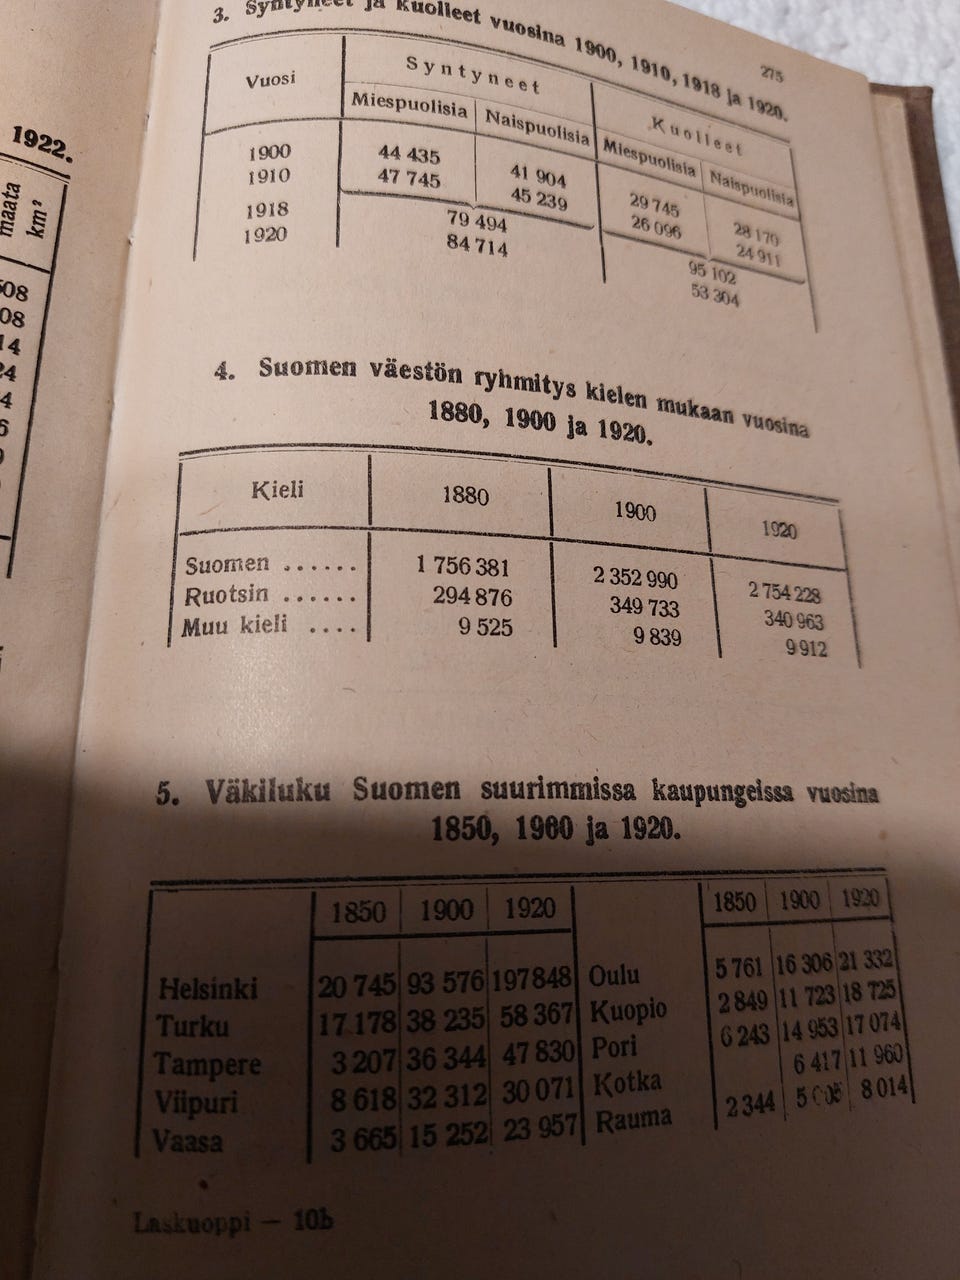 275
3. Syntyneet ja kuolleet vuosina 1900, 1910, 1918 ja 1920.
Vuosi Syntyneet Kuolleet
Miespuolisia Naispuolisia Miespuolisia Naispuolisia
1900 44 435 41 904 29 745 28 170
1910 47 745 45 239 26 096 24 911
1918 79 494 95 102
1920 84 714 53 304
4. Suomen väestön ryhmitys kielen mukaan vuosina
1880, 1900 ja 1920.
Kieli 1880 1900 1920
Suomen ...... 1 756 381 2 352 990 2 754 228
Ruotsin ...... 294 876 349 733 340 963
Muu kieli .... 9 525 9 839 9 912
5. Väkiluku Suomen suurimmissa kaupungeissa vuosina
1850, 1900 ja 1920.
1850 1900 1920 1850 1900 1920
Helsinki 20 745 93 576 197848 Oulu 5 761 16 306 21 332
Turku 17 178 38 235 58 367 Kuopio 2 849 11 723 18 725
Tampere 3 207 36 344 47 830 Pori 6 243 14 953 17 074
Viipuri 8 618 32 312 30 071 Kotka 6 417 11 960
Vaasa 3 665 15 252 23 957 Rauma 2 344 8 014
Laskuoppi — 10b
1922.
maata
km²